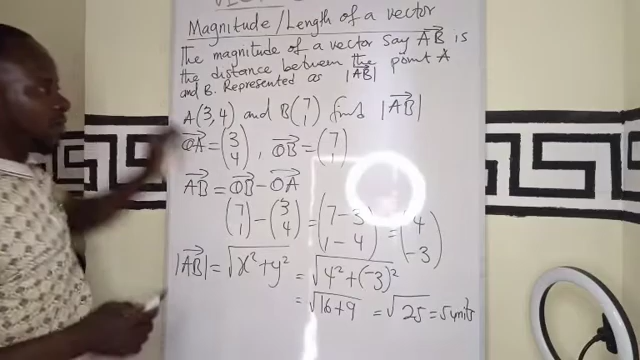 VECTOR
Magnitude/Length of a vector
The magnitude of a vector say AB⃗ is
the distance between the point A
and B. Represented as |AB⃗|
A(3,4) and B(7, 1) find |AB⃗|
OA⃗ = (3 4), OB⃗ = (7 1)
AB⃗ = OB⃗ − OA⃗
(7 1) − (3 4) = (7−3 1−4) = (4 −3)
|AB⃗| = √x²+y² = √4²+(−3)²
= √16+9 = √25 = 5units